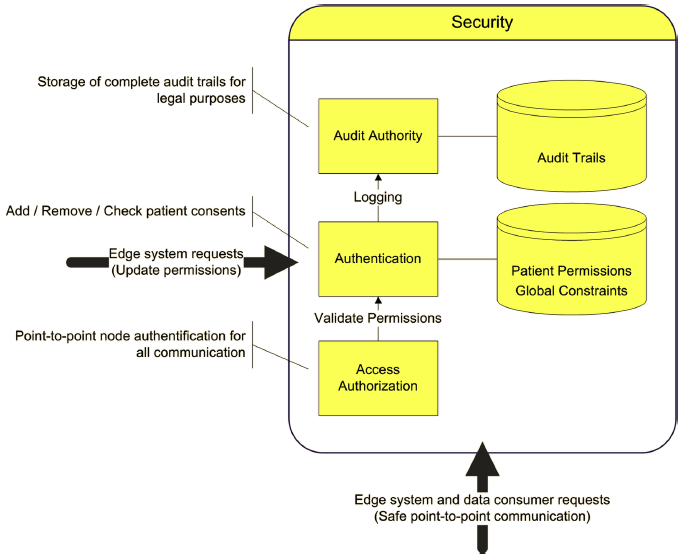 Security
Storage of complete audit trails for
legal purposes
Audit Authority
Audit Trails
Logging
Add / Remove / Check patient consents
Edge system requests
(Update permissions)
Authentication
Patient Permissions
Global Constraints
Validate Permissions
Point-to-point node authentification for
all communication
Access
Authorization
Edge system and data consumer requests
(Safe point-to-point communication)